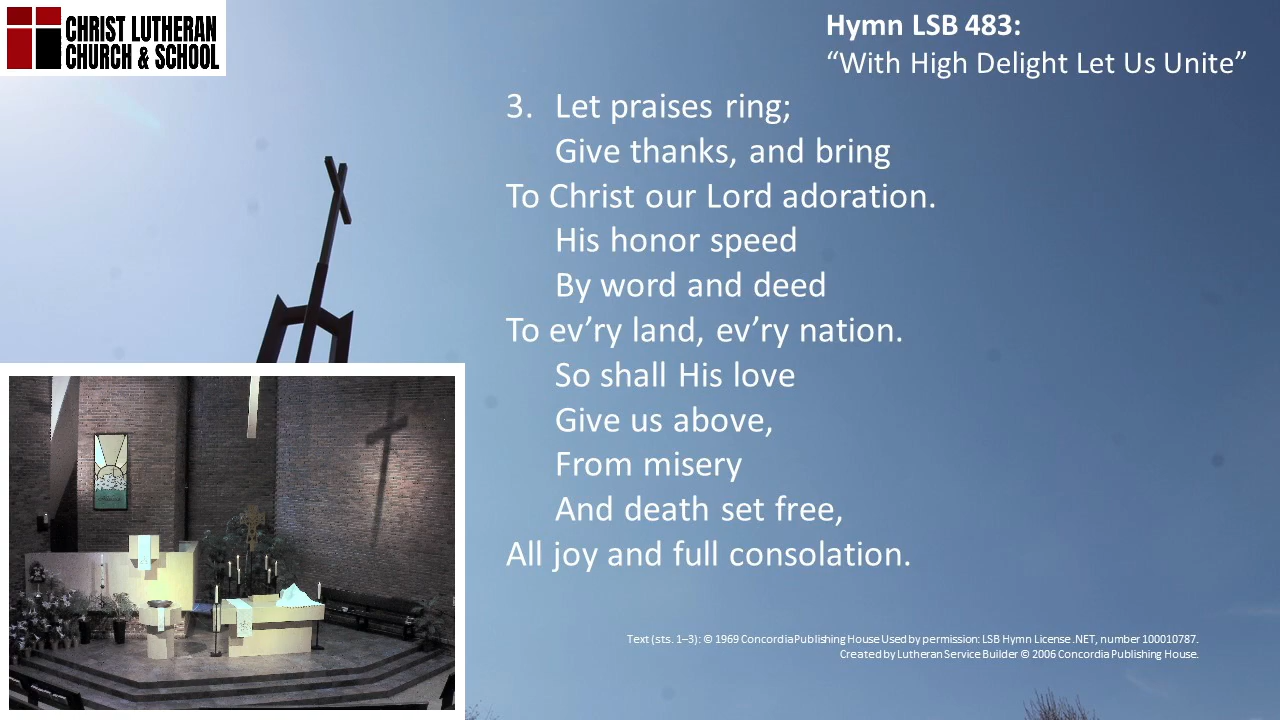 CHRIST LUTHERAN
CHURCH & SCHOOL
Hymn LSB 483:
“With High Delight Let Us Unite”
3. Let praises ring;
Give thanks, and bring
To Christ our Lord adoration.
His honor speed
By word and deed
To ev’ry land, ev’ry nation.
So shall His love
Give us above,
From misery
And death set free,
All joy and full consolation.
Text (sts. 1–3): © 1969 Concordia Publishing House Used by permission: LSB Hymn License .NET, number 100010787.
Created by Lutheran Service Builder © 2006 Concordia Publishing House.